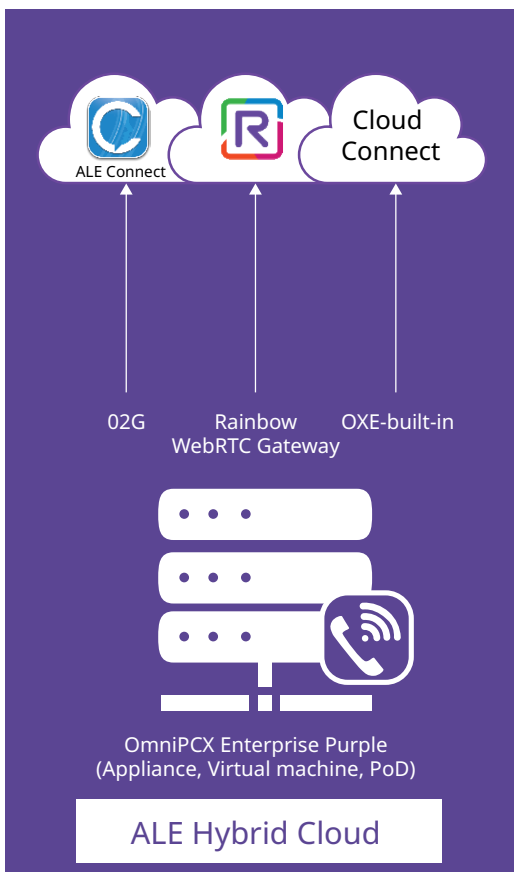 Cloud
Connect
ALE Connect
R
02G
Rainbow
WebRTC Gateway
OXE-built-in
OmniPCX Enterprise Purple
(Appliance, Virtual machine, PoD)
ALE Hybrid Cloud